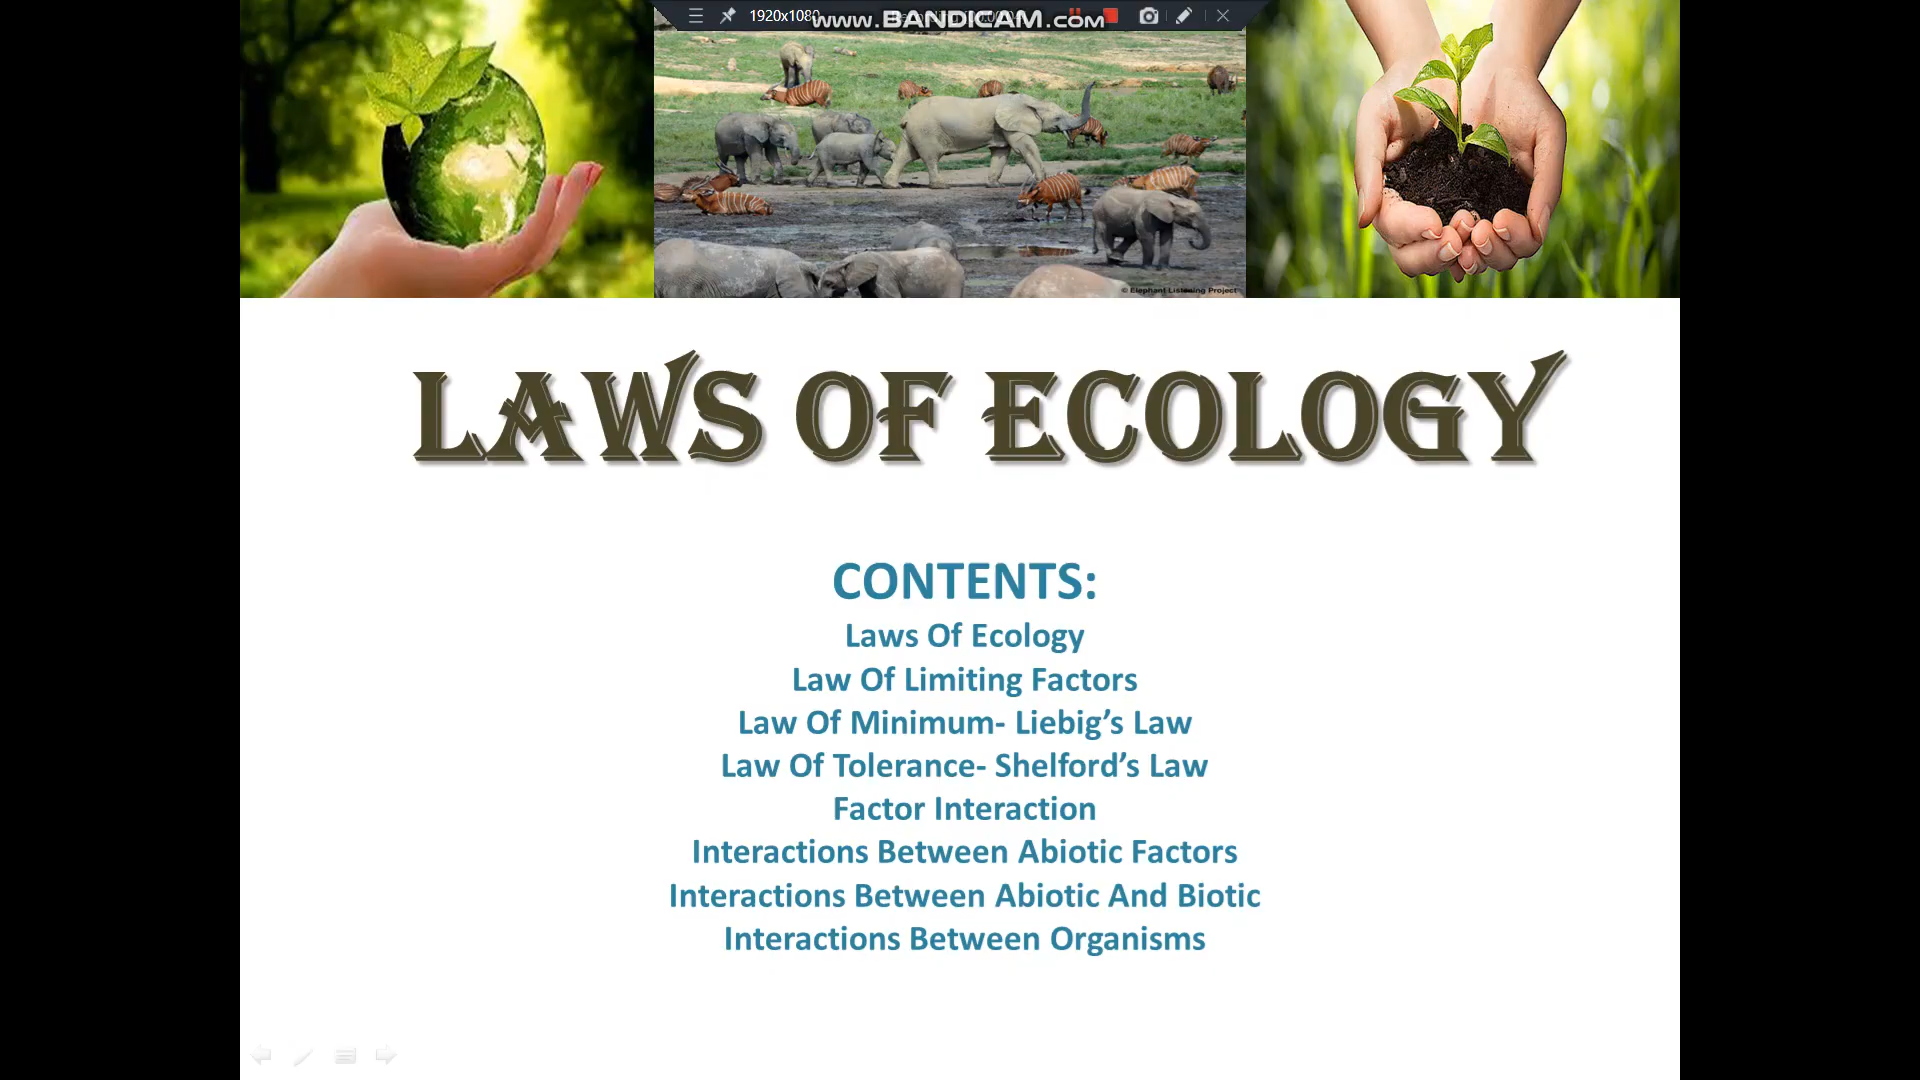 1920x1080
www.BANDICAM.com
© Elephant Listening Project
LAWS OF ECOLOGY
CONTENTS:
Laws Of Ecology
Law Of Limiting Factors
Law Of Minimum- Liebig’s Law
Law Of Tolerance- Shelford’s Law
Factor Interaction
Interactions Between Abiotic Factors
Interactions Between Abiotic And Biotic
Interactions Between Organisms